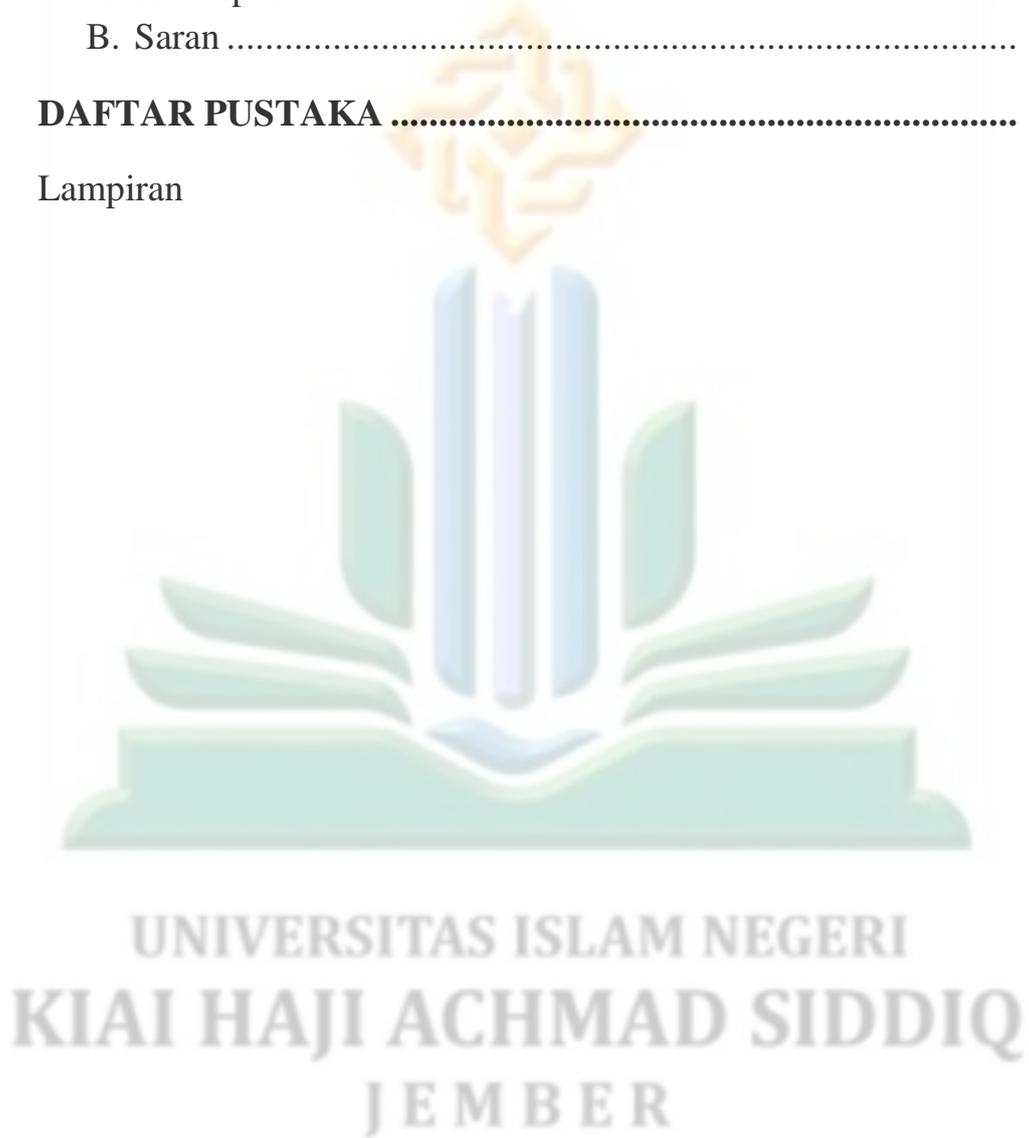 B. Saran ........................................................................................
DAFTAR PUSTAKA ................................................................
Lampiran
UNIVERSITAS ISLAM NEGERI
KIAI HAJI ACHMAD SIDDIQ
JEMBER